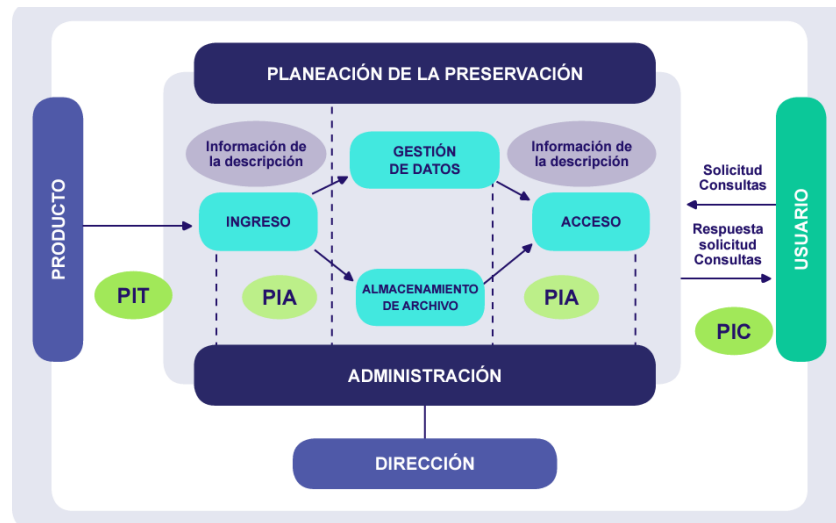 PLANEACIÓN DE LA PRESERVACIÓN
Información de
la descripción
GESTIÓN
DE DATOS
Información de
la descripción
PRODUCTO
INGRESO
ACCESO
Solicitud
Consultas
Respuesta
solicitud
Consultas
USUARIO
PIT
PIA
ALMACENAMIENTO
DE ARCHIVO
PIA
PIC
ADMINISTRACIÓN
DIRECCIÓN